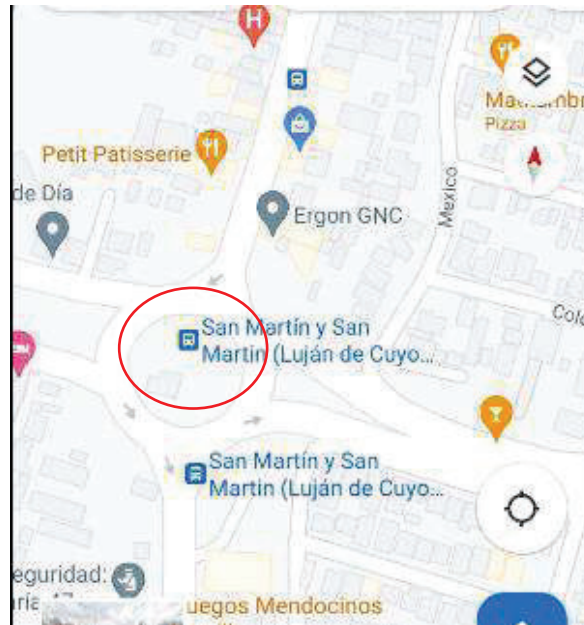 H
Pizza
Petit Patisserie
de Día
Ergon GNC
Mexico
San Martín y San
Martin (Luján de Cuyo...
San Martín y San
Martin (Luján de Cuyo...
eguridad:
uegos Mendocinos